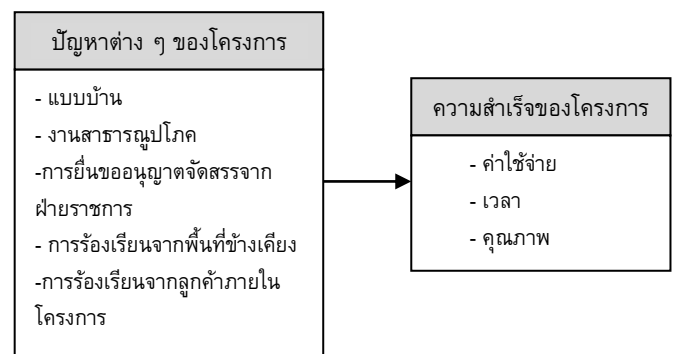 ปัญหาต่าง ๆ ของโครงการ
- แบบบ้าน
- งานสาธารณูปโภค
-การยื่นขออนุญาตจัดสรรจาก
ฝ่ายราชการ
- การร้องเรียนจากพื้นที่ข้างเคียง
-การร้องเรียนจากลูกค้าภายใน
โครงการ
ความสำเร็จของโครงการ
- ค่าใช้จ่าย
- เวลา
- คุณภาพ